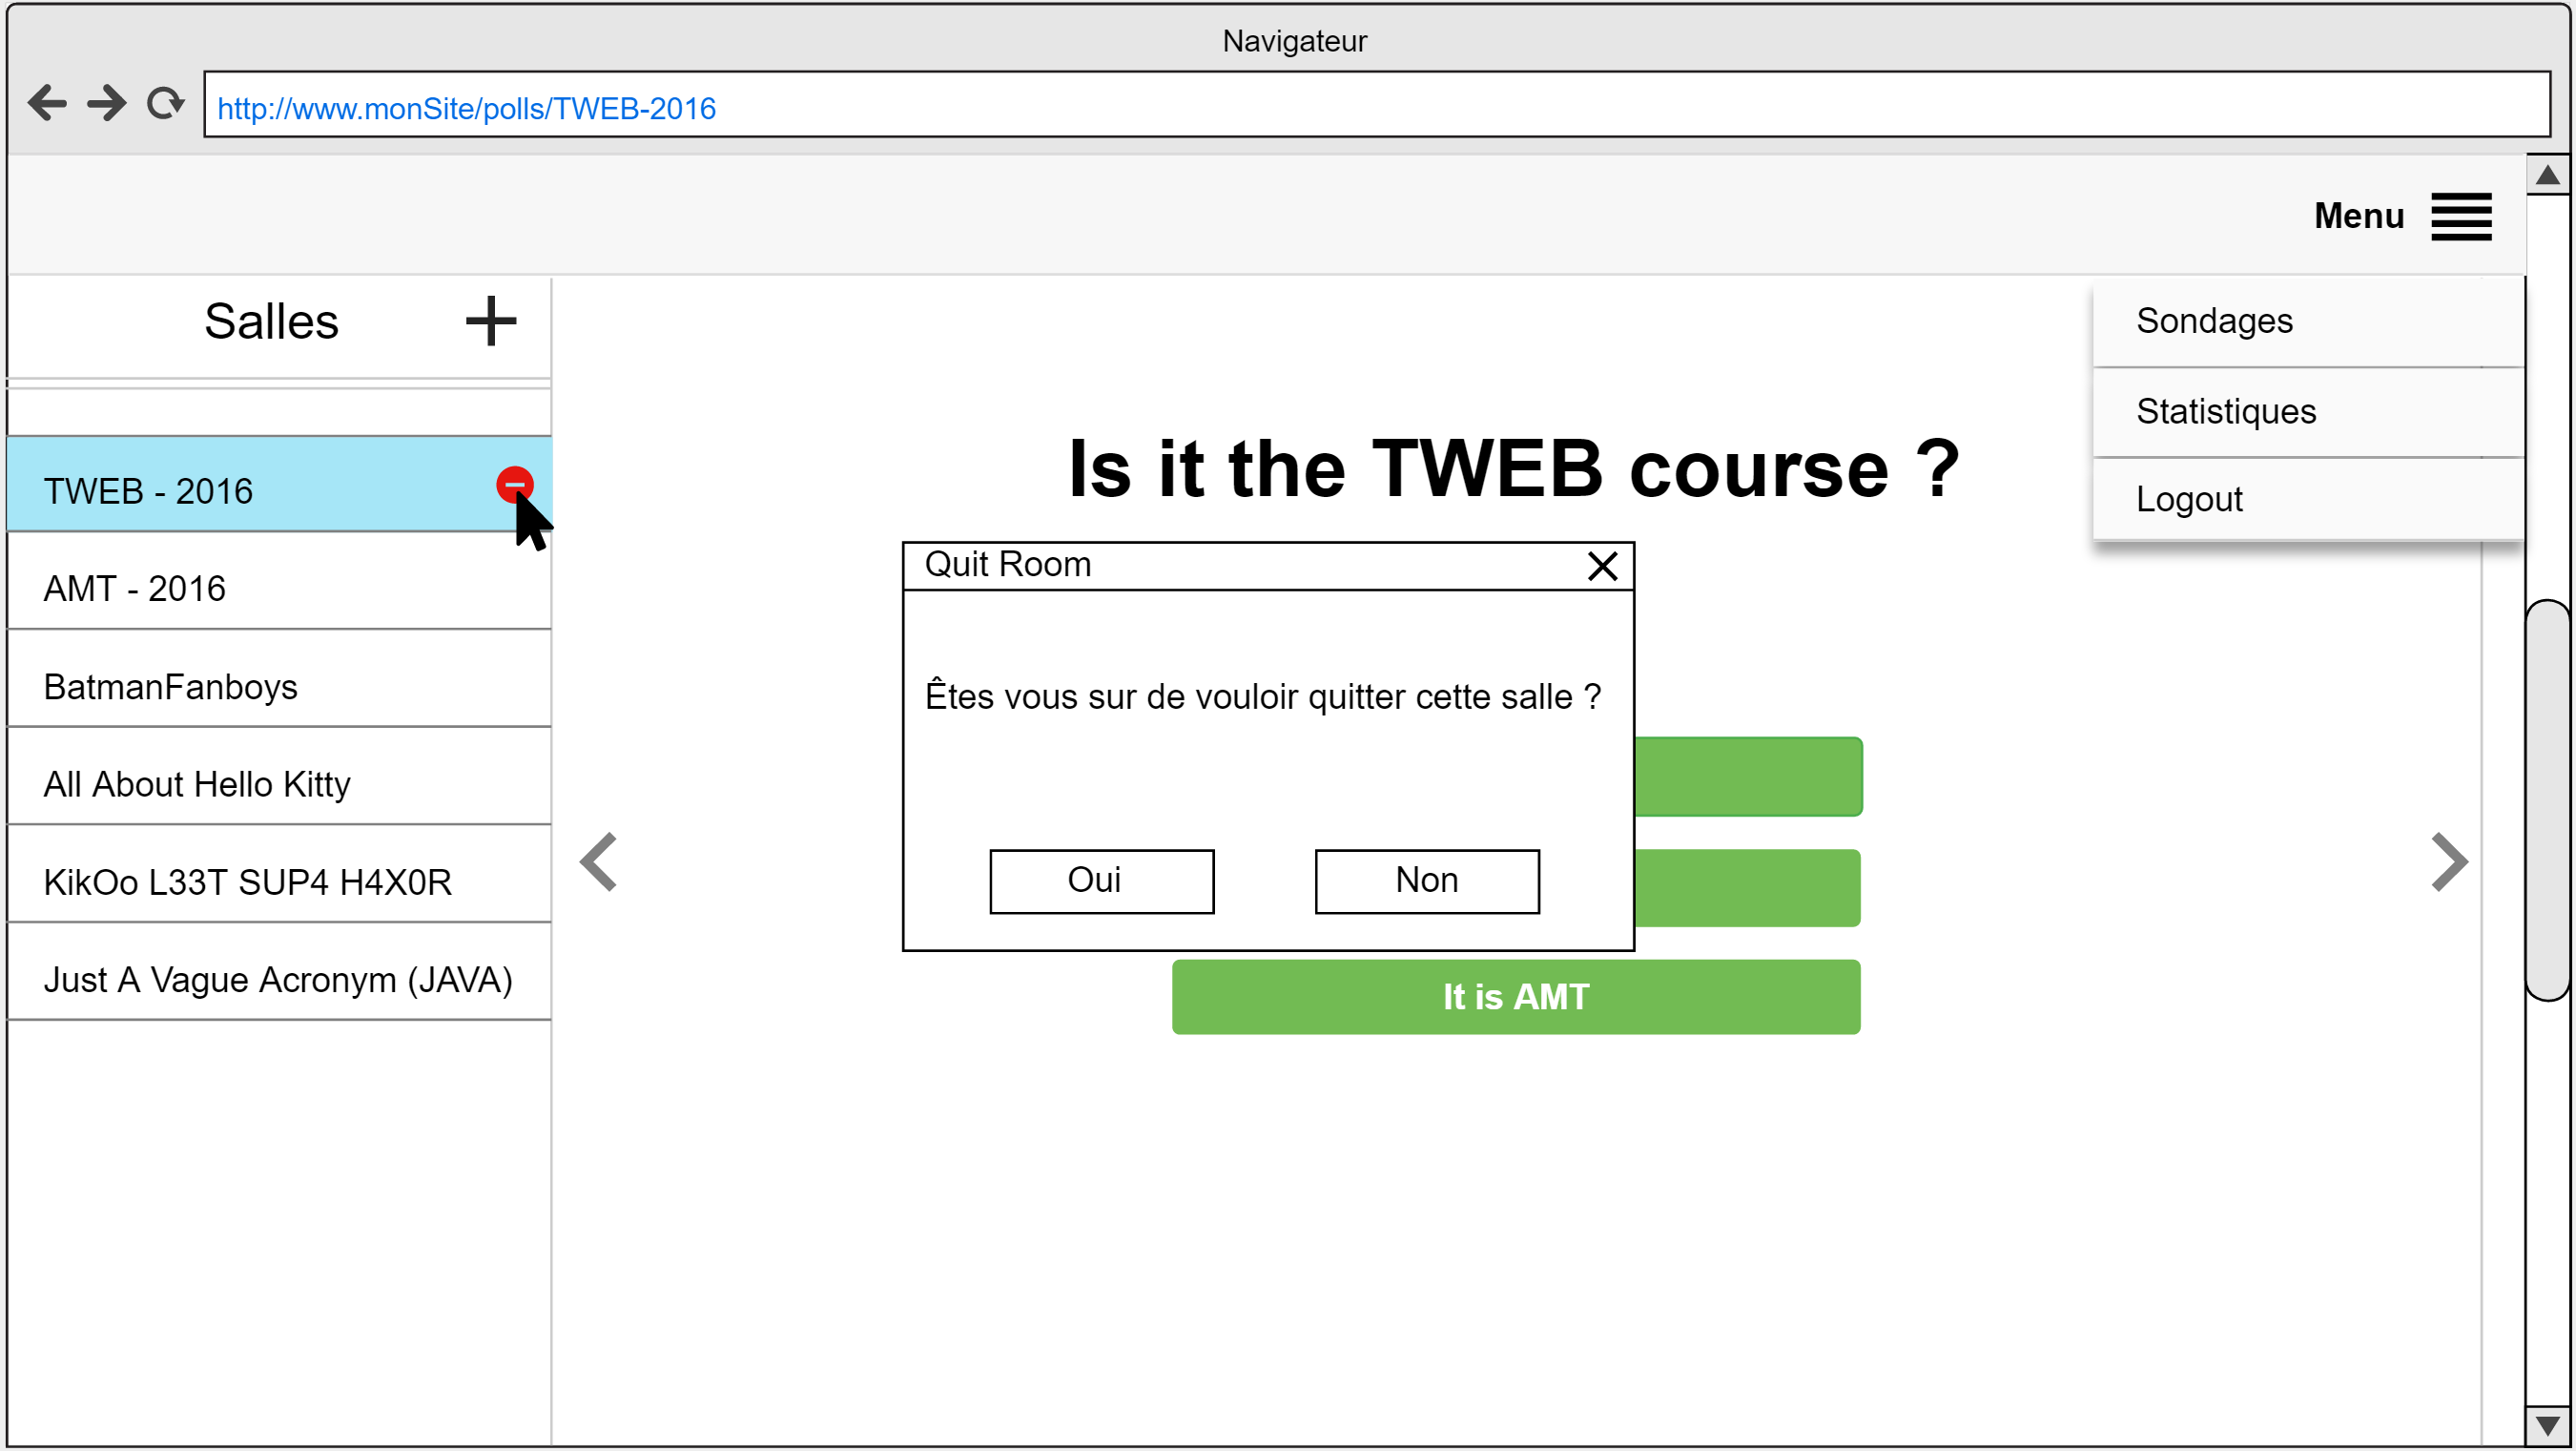 Navigateur
http://www.monSite/polls/TWEB-2016
Menu
Salles
Sondages
Statistiques
Logout
TWEB - 2016
AMT - 2016
BatmanFanboys
All About Hello Kitty
KikOo L33T SUP4 H4X0R
Just A Vague Acronym (JAVA)
Is it the TWEB course ?
Quit Room
Êtes vous sur de vouloir quitter cette salle ?
Oui
Non
It is AMT